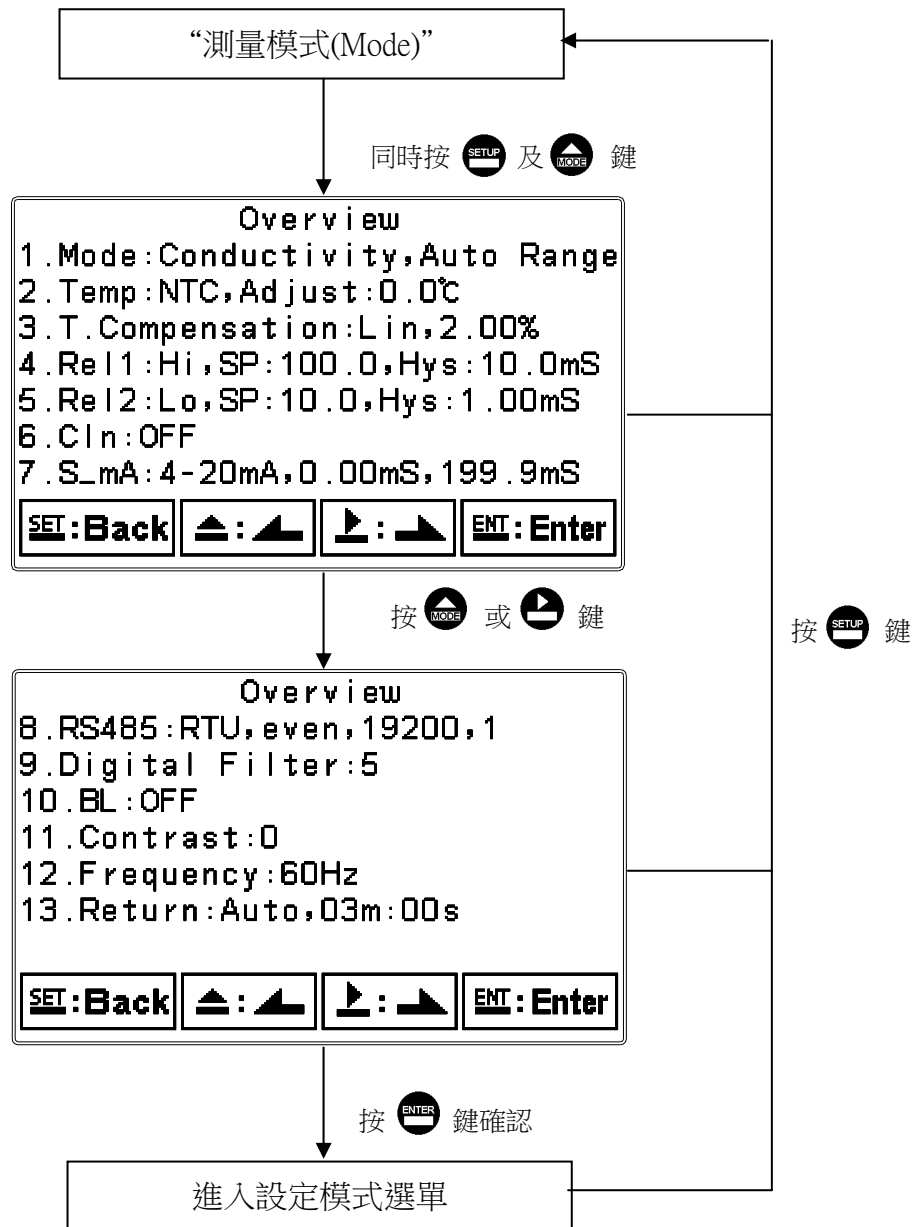 “測量模式(Mode)”
同時按 SETUP 及 MODE 鍵
Overview
1.Mode:Conductivity,Auto Range
2.Temp:NTC,Adjust:0.0℃
3.T.Compensation:Lin,2.00%
4.Rel1:Hi,SP:100.0,Hys:10.0mS
5.Rel2:Lo,SP:10.0,Hys:1.00mS
6.Cln:OFF
7.S_mA:4-20mA,0.00mS,199.9mS
SET:Back ENT:Enter
按 MODE 或 鍵
按 SETUP 鍵
Overview
8.RS485:RTU,even,19200,1
9.Digital Filter:5
10.BL:OFF
11.Contrast:0
12.Frequency:60Hz
13.Return:Auto,03m:00s
SET:Back ENT:Enter
按 ENTER 鍵確認
進入設定模式選單